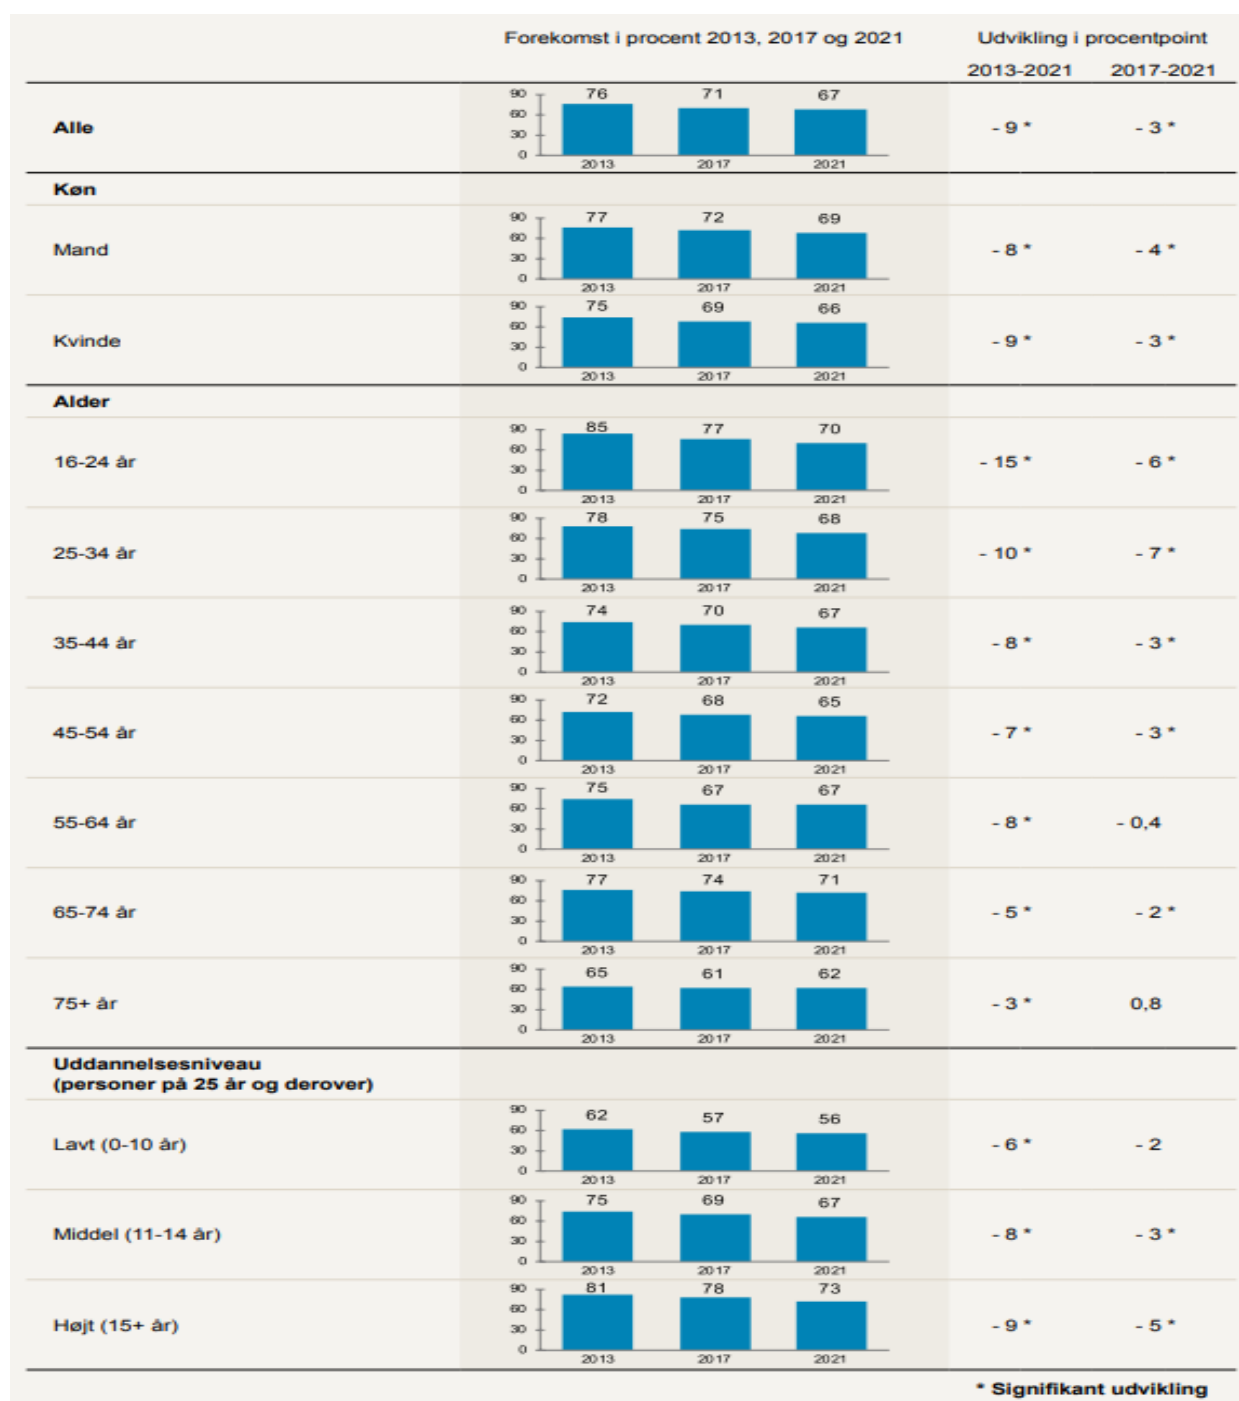 Forekomst i procent 2013, 2017 og 2021 Udvikling i procentpoint
2013-2021 2017-2021
Alle
90 60 30 0
76 71 67
2013 2017 2021
- 9 * - 3 *
Køn
Mand
90 60 30 0
77 72 69
2013 2017 2021
- 8 * - 4 *
Kvinde
90 60 30 0
75 69 66
2013 2017 2021
- 9 * - 3 *
Alder
16-24 år
90 60 30 0
85 77 70
2013 2017 2021
- 15 * - 6 *
25-34 år
90 60 30 0
78 75 68
2013 2017 2021
- 10 * - 7 *
35-44 år
90 60 30 0
74 70 67
2013 2017 2021
- 8 * - 3 *
45-54 år
90 60 30 0
72 68 65
2013 2017 2021
- 7 * - 3 *
55-64 år
90 60 30 0
75 67 67
2013 2017 2021
- 8 * - 0,4
65-74 år
90 60 30 0
77 74 71
2013 2017 2021
- 5 * - 2 *
75+ år
90 60 30 0
65 61 62
2013 2017 2021
- 3 * 0,8
Uddannelsesniveau
(personer på 25 år og derover)
Lavt (0-10 år)
90 60 30 0
62 57 56
2013 2017 2021
- 6 * - 2
Middel (11-14 år)
90 60 30 0
75 69 67
2013 2017 2021
- 8 * - 3 *
Højt (15+ år)
90 60 30 0
81 78 73
2013 2017 2021
- 9 * - 5 *
* Signifikant udvikling